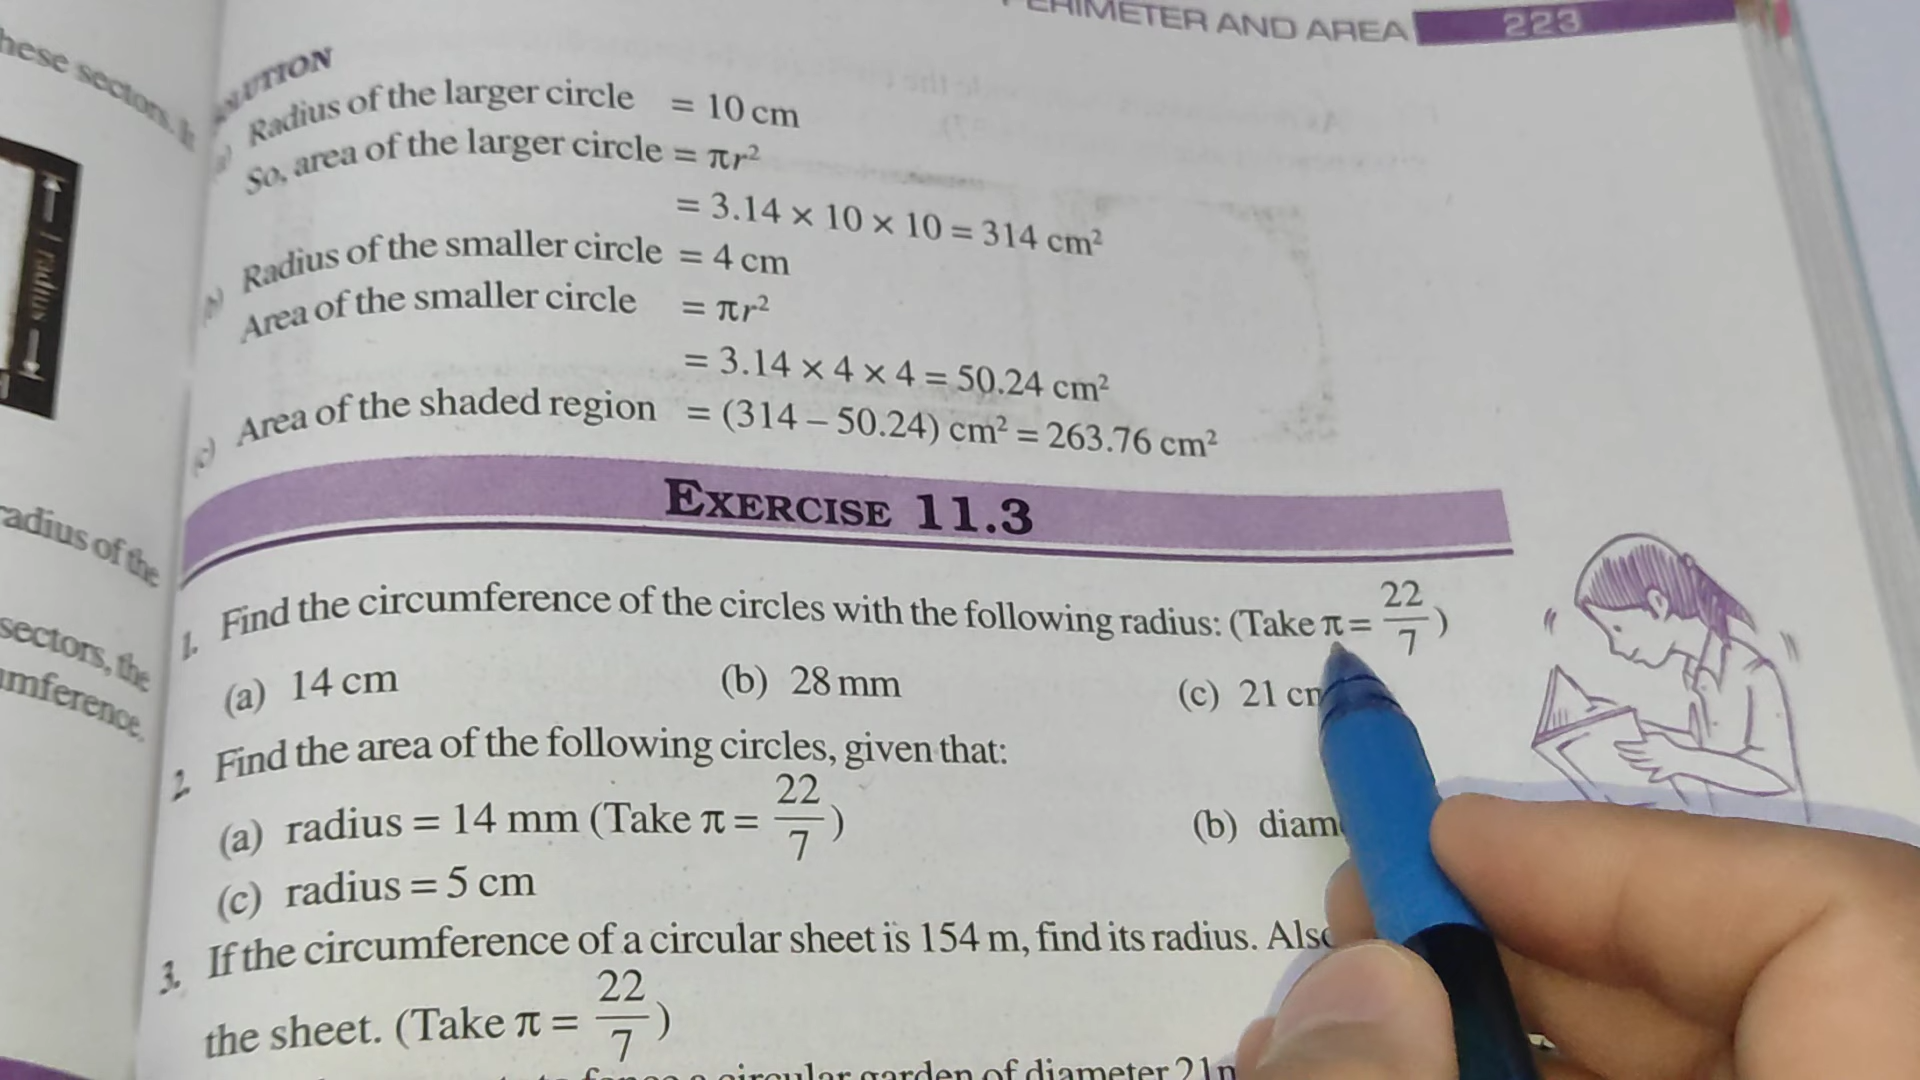 PERIMETER AND AREA 223
SOLUTION
(a) Radius of the larger circle = 10 cm
So, area of the larger circle = πr²
= 3.14 × 10 × 10 = 314 cm²
(b) Radius of the smaller circle = 4 cm
Area of the smaller circle = πr²
= 3.14 × 4 × 4 = 50.24 cm²
(c) Area of the shaded region = (314 – 50.24) cm² = 263.76 cm²
EXERCISE 11.3
1. Find the circumference of the circles with the following radius: (Take π = 22/7)
(a) 14 cm (b) 28 mm (c) 21
2. Find the area of the following circles, given that:
(a) radius = 14 mm (Take π = 22/7) (b)
(c) radius = 5 cm
3. If the circumference of a circular sheet is 154 m, find its radius. Also
the sheet. (Take π = 22/7)
a circular garden of diameter 21
these sectors.
radius
radius of the
sectors, the